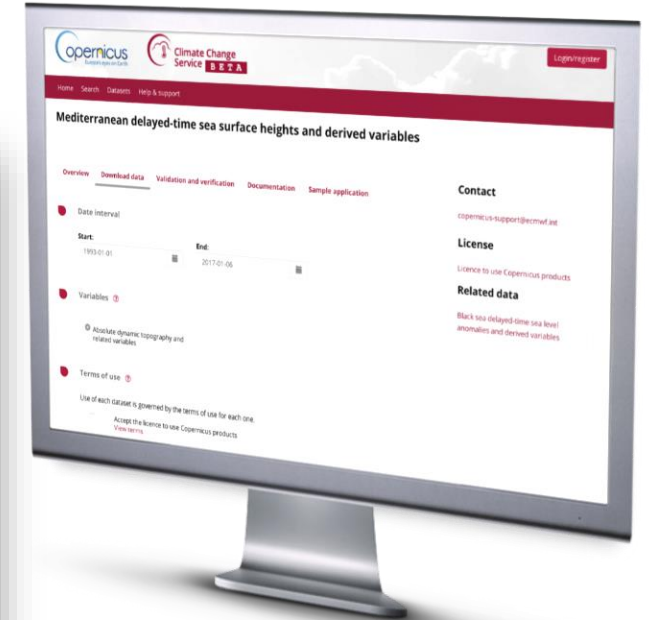 Copernicus
Europe's eyes on Earth
Climate Change
Service BETA
Login/register
Home Search Datasets Help & support
Mediterranean delayed-time sea surface heights and derived variables
Overview Download data Validation and verification Documentation Sample application
Date interval
Start:
End:
1993-01-01
2017-01-06
Variables
Absolute dynamic topography and
related variables
Terms of use
Use of each dataset is governed by the terms of use for each one.
Accept the licence to use Copernicus products
View terms
Contact
copernicus-support@ecmwf.int
License
Licence to use Copernicus products
Related data
Black sea delayed-time sea level
anomalies and derived variables